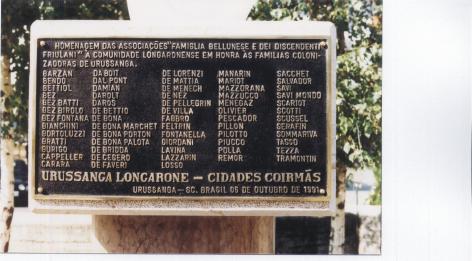 HOMENAGEM DAS ASSOCIAÇÕES "FAMIGLIA BELLUNESE E DEI DISCENDENTI
FRIULANI" À COMUNIDADE LONGARONENSE EM HONRA ÀS FAMILIAS COLONI-
ZADORAS DE URUSSANGA.
BARZAN DA BOIT DE LORENZI MANARIN SACCHET
BENDO DAL PONT DE MATTIA MARIOT SALVADOR
BETTIOL DAMIAN DE MENECH MAZZORANA SAVI
BEZ DAROLT DE NEZ MAZZUCCO SAVI MONDO
BEZ BATTI DAROS DE PELLEGRIN MENEGAZ SCARIOT
BEZ BIROLO DE BETTIO DE VILLA OLIVIER SCOTTI
BEZ FONTANA DE BONA FABBRO PESCADOR SCUSSEL
BIANCHINI DE BONA MARCHET FELTRIN PILLON SERAFIN
BORTOLUZZI DE BONA PORTON FONTANELLA PILOTTO SOMMARIVA
BRATTI DE BONA PALOTA GIORDANI PIUCCO TASSO
BURIGO DE BRIDDA LAVINA POLLA TEZZA
CAPPELLER DE CESERO LAZZARIN REMOR TRAMONTIN
CARARA DE FAVERI LOSSO
URUSSANGA LONGARONE – CIDADES COIRMÃS
URUSSANGA – SC. BRASIL 05 DE OUTUBRO DE 1991